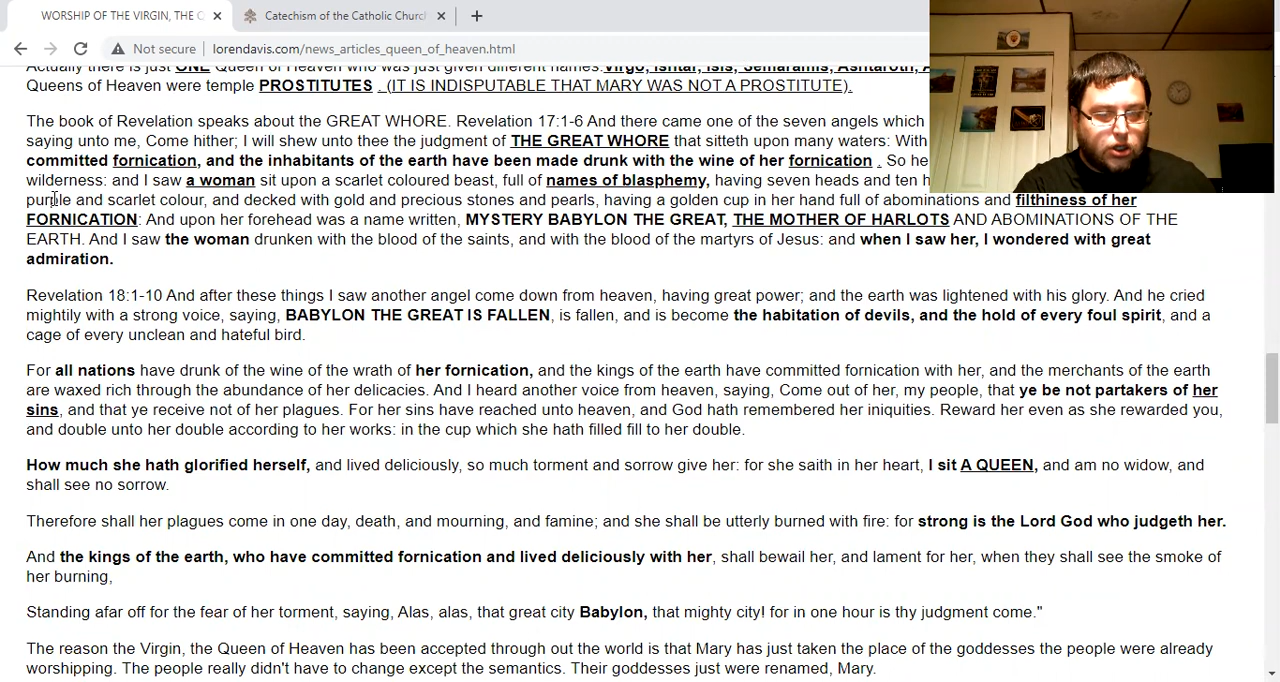 WORSHIP OF THE VIRGIN, THE Q
Catechism of the Catholic Church
Not secure | lorendavis.com/news_articles_queen_of_heaven.html
Actually there is just ONE Queen of Heaven who was just given different names: Virgo, Ishtar, Isis, Semaramis, Ashtaroth,
Queens of Heaven were temple PROSTITUTES . (IT IS INDISPUTABLE THAT MARY WAS NOT A PROSTITUTE).
The book of Revelation speaks about the GREAT WHORE. Revelation 17:1-6 And there came one of the seven angels which
saying unto me, Come hither; I will shew unto thee the judgment of THE GREAT WHORE that sitteth upon many waters: With
committed fornication, and the inhabitants of the earth have been made drunk with the wine of her fornication . So he
wilderness: and I saw a woman sit upon a scarlet coloured beast, full of names of blasphemy, having seven heads and ten h
purple and scarlet colour, and decked with gold and precious stones and pearls, having a golden cup in her hand full of abominations and filthiness of her
FORNICATION: And upon her forehead was a name written, MYSTERY BABYLON THE GREAT, THE MOTHER OF HARLOTS AND ABOMINATIONS OF THE
EARTH. And I saw the woman drunken with the blood of the saints, and with the blood of the martyrs of Jesus: and when I saw her, I wondered with great
admiration.
Revelation 18:1-10 And after these things I saw another angel come down from heaven, having great power; and the earth was lightened with his glory. And he cried
mightily with a strong voice, saying, BABYLON THE GREAT IS FALLEN, is fallen, and is become the habitation of devils, and the hold of every foul spirit, and a
cage of every unclean and hateful bird.
For all nations have drunk of the wine of the wrath of her fornication, and the kings of the earth have committed fornication with her, and the merchants of the earth
are waxed rich through the abundance of her delicacies. And I heard another voice from heaven, saying, Come out of her, my people, that ye be not partakers of her
sins, and that ye receive not of her plagues. For her sins have reached unto heaven, and God hath remembered her iniquities. Reward her even as she rewarded you,
and double unto her double according to her works: in the cup which she hath filled fill to her double.
How much she hath glorified herself, and lived deliciously, so much torment and sorrow give her: for she saith in her heart, I sit A QUEEN, and am no widow, and
shall see no sorrow.
Therefore shall her plagues come in one day, death, and mourning, and famine; and she shall be utterly burned with fire: for strong is the Lord God who judgeth her.
And the kings of the earth, who have committed fornication and lived deliciously with her, shall bewail her, and lament for her, when they shall see the smoke of
her burning,
Standing afar off for the fear of her torment, saying, Alas, alas, that great city Babylon, that mighty city! for in one hour is thy judgment come."
The reason the Virgin, the Queen of Heaven has been accepted through out the world is that Mary has just taken the place of the goddesses the people were already
worshipping. The people really didn't have to change except the semantics. Their goddesses just were renamed, Mary.